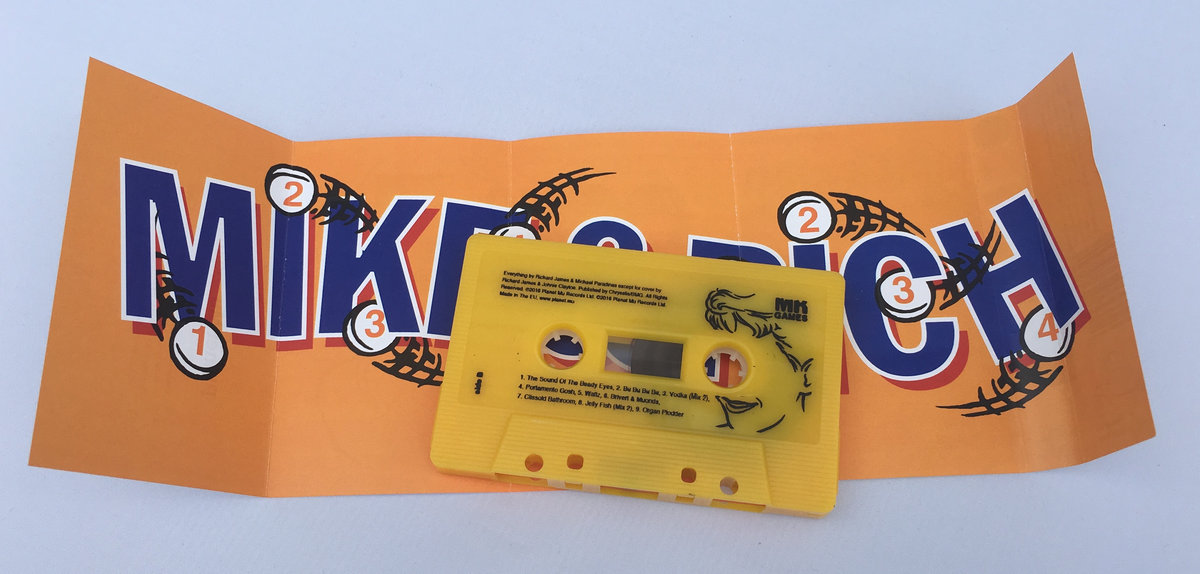 MIKE & RICH
2
2
1
3
3
4
Everything by Richard James & Michael Paradinas except for cover by
Richard James & Johnny Clayton. Published by Chrysalis/BMG. All Rights
Reserved. ©2016 Planet Mu Records Ltd. ©2016 Planet Mu Records Ltd.
Made in The EU. www.planet.mu
MK
GAMES
side B
1. The Sound Of The Beady Eyes, 2. Bu Bu Bu Ba, 3. Vodka (Mix 2),
4. Portamento Gosh, 5. Waltz, 6. Brivert & Muonds,
7. Clissold Bathroom, 8. Jelly Fish (Mix 2), 9. Organ Plodder